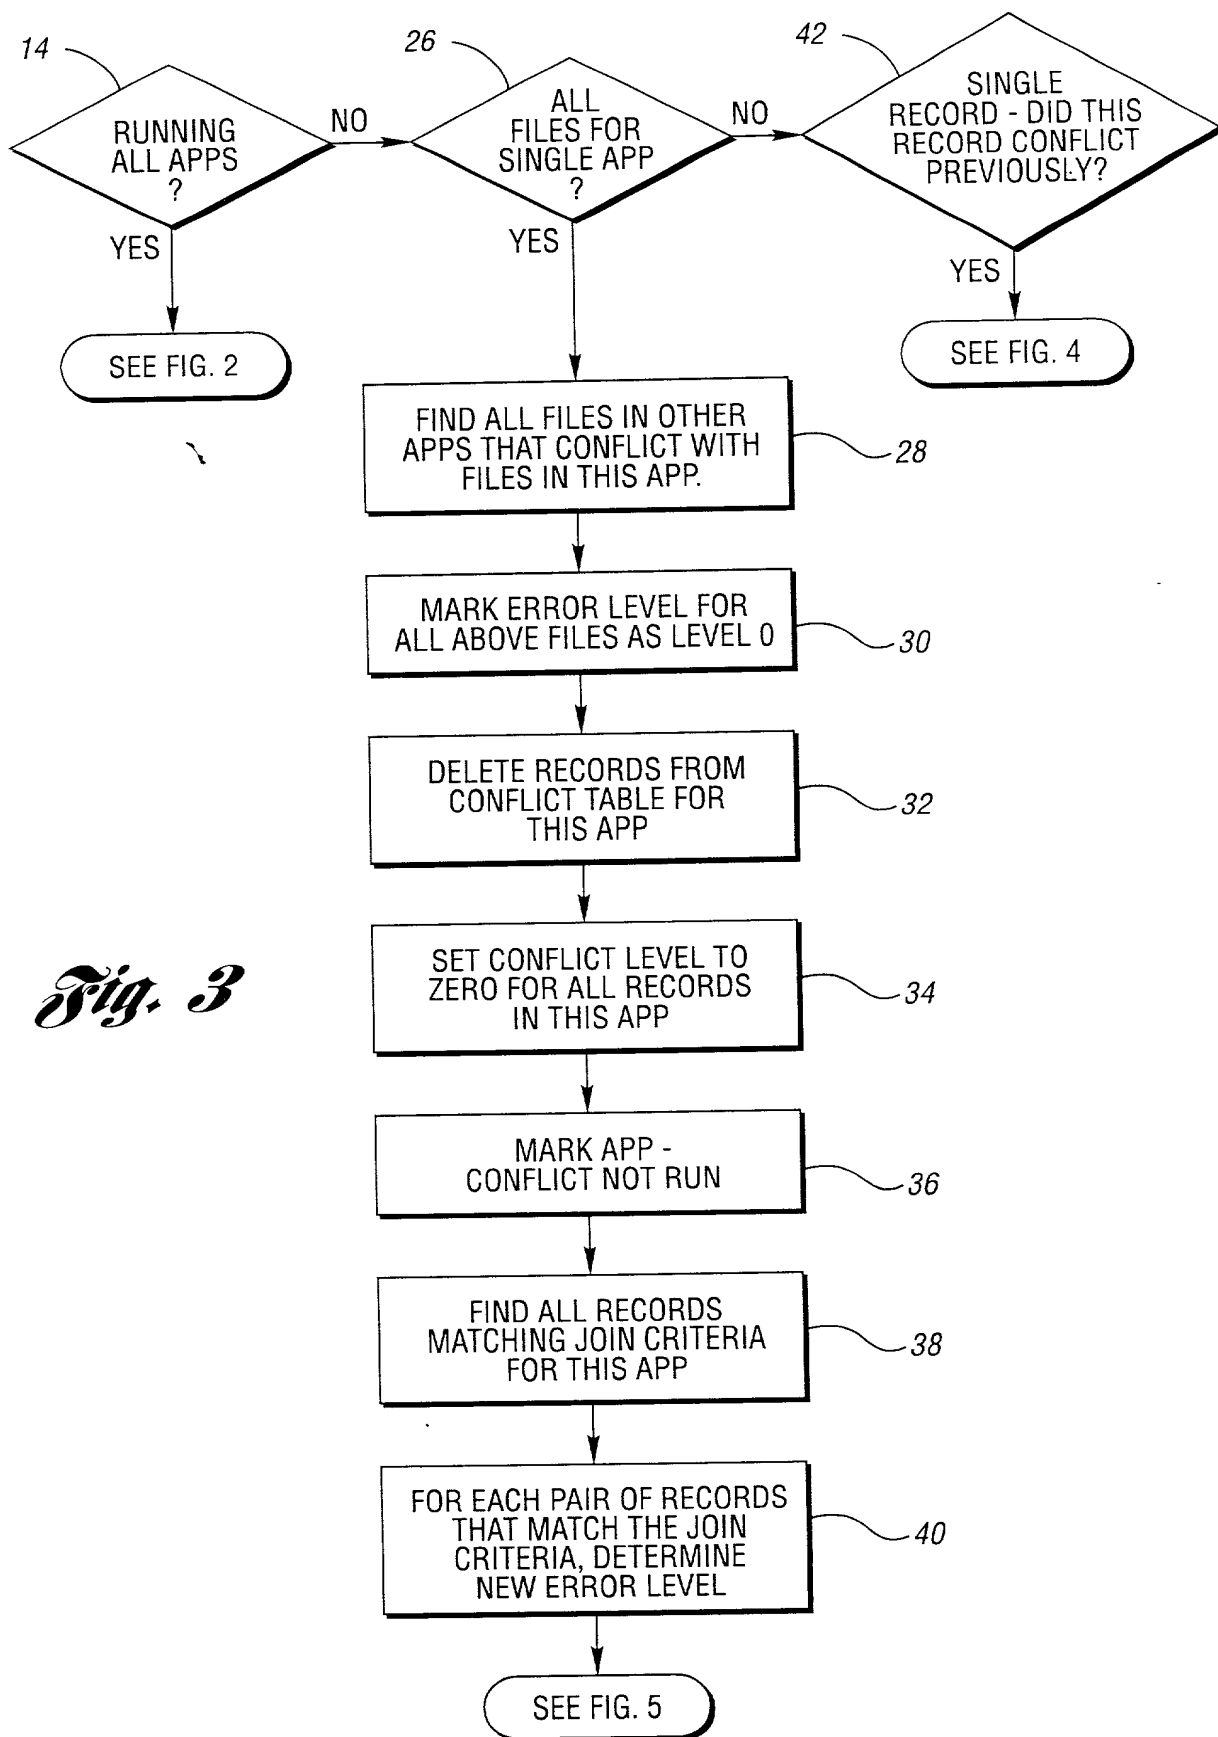 14
RUNNING
ALL APPS
?
NO
YES
SEE FIG. 2
26
ALL
FILES FOR
SINGLE APP
?
NO
YES
42
SINGLE
RECORD - DID THIS
RECORD CONFLICT
PREVIOUSLY?
YES
SEE FIG. 4
FIND ALL FILES IN OTHER
APPS THAT CONFLICT WITH
FILES IN THIS APP.
28
MARK ERROR LEVEL FOR
ALL ABOVE FILES AS LEVEL 0
30
DELETE RECORDS FROM
CONFLICT TABLE FOR
THIS APP
32
SET CONFLICT LEVEL TO
ZERO FOR ALL RECORDS
IN THIS APP
34
Fig. 3
MARK APP -
CONFLICT NOT RUN
36
FIND ALL RECORDS
MATCHING JOIN CRITERIA
FOR THIS APP
38
FOR EACH PAIR OF RECORDS
THAT MATCH THE JOIN
CRITERIA, DETERMINE
NEW ERROR LEVEL
40
SEE FIG. 5